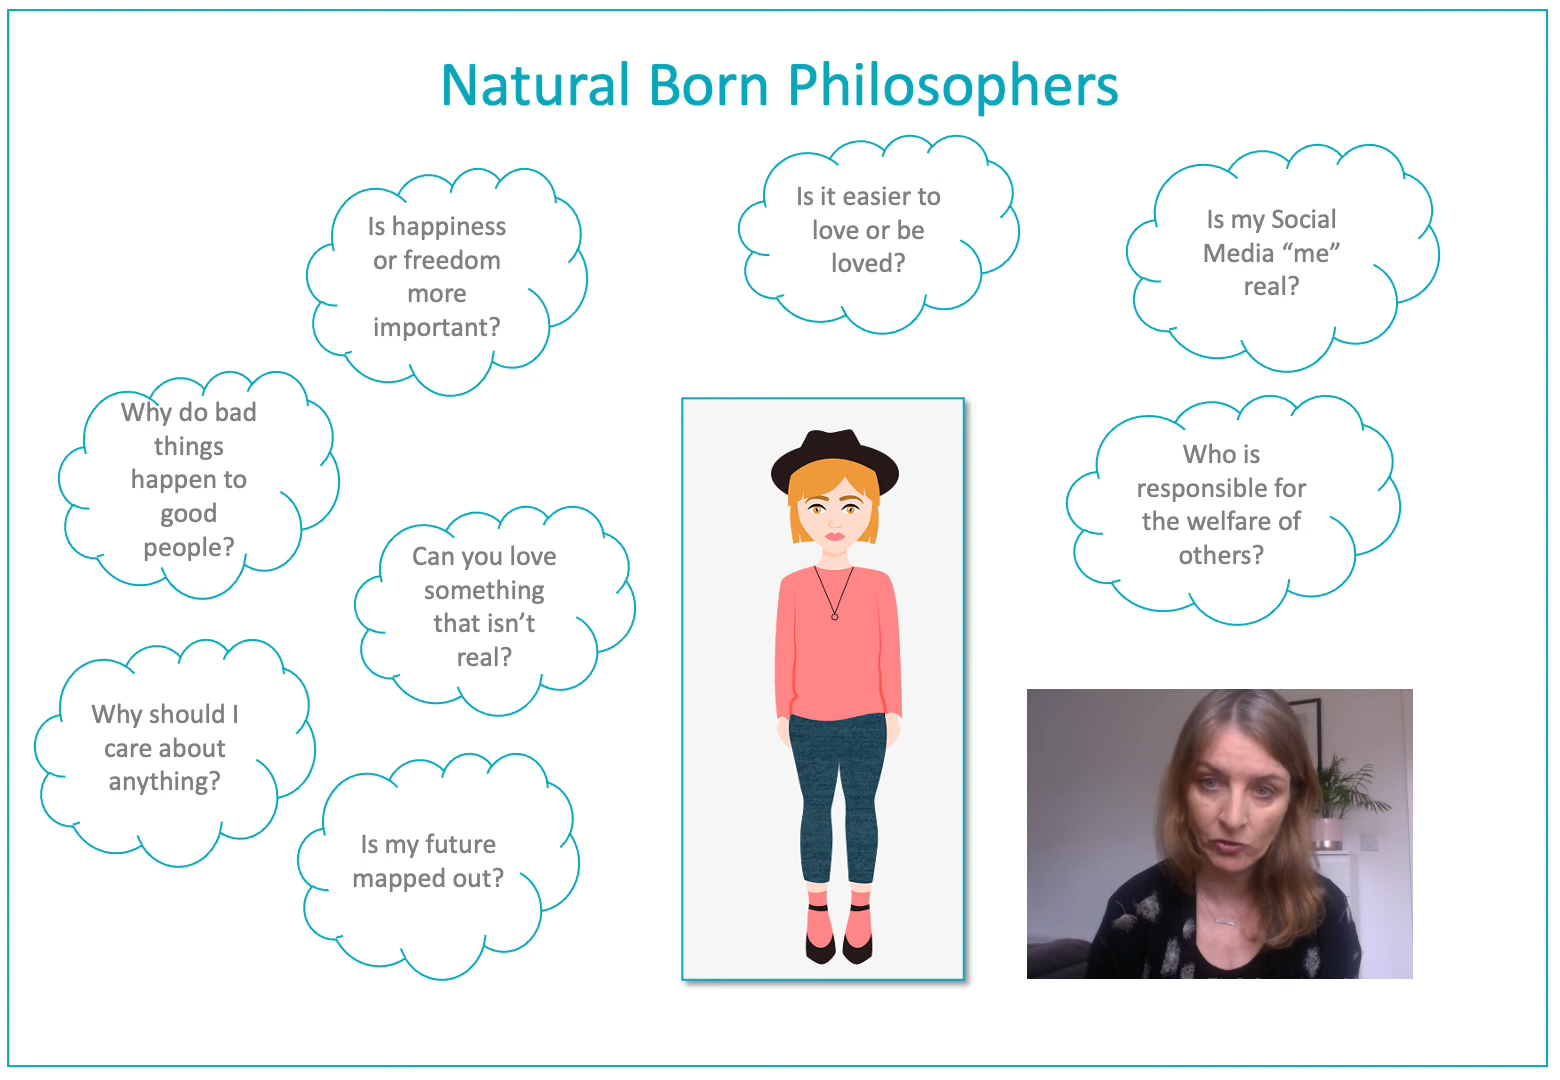 Natural Born Philosophers
Is happiness
or freedom
more
important?
Is it easier to
love or be
loved?
Is my Social
Media “me”
real?
Why do bad
things
happen to
good
people?
Can you love
something
that isn’t
real?
Who is
responsible for
the welfare of
others?
Why should I
care about
anything?
Is my future
mapped out?